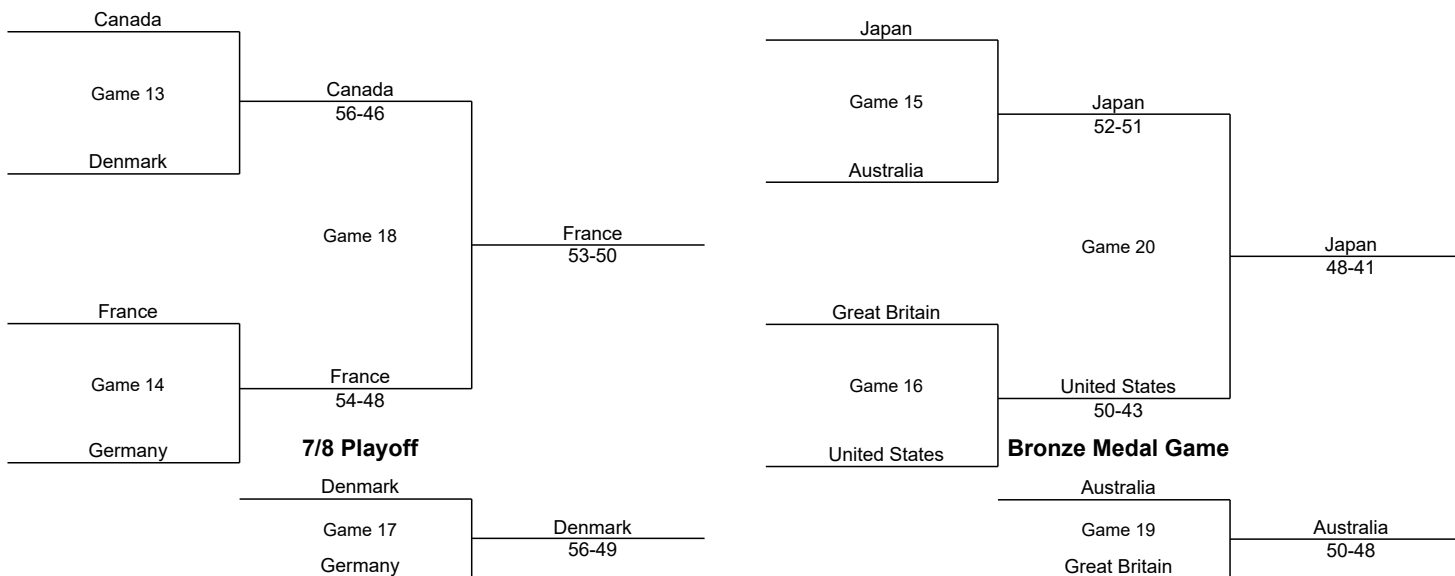 Canada
Game 13
Canada
56-46
Denmark
Game 18
France
53-50
France
Game 14
France
54-48
Germany
7/8 Playoff
Denmark
Game 17
Denmark
56-49
Germany
Japan
Game 15
Japan
52-51
Australia
Game 20
Japan
48-41
Great Britain
Game 16
United States
50-43
United States
Bronze Medal Game
Australia
Game 19
Australia
50-48
Great Britain